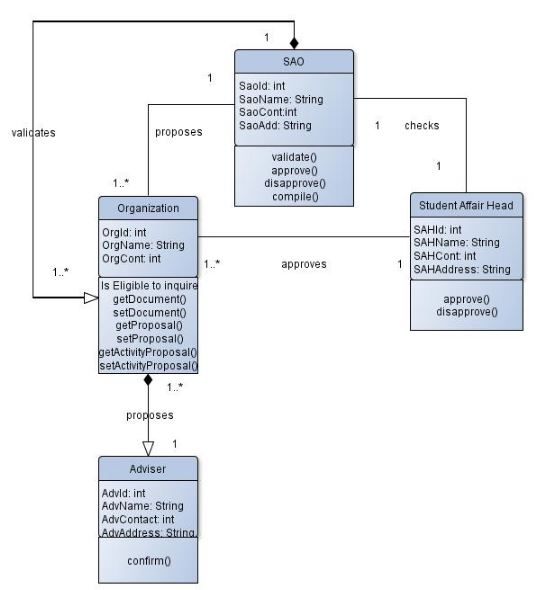 1
SAO
SaoId: int
SaoName: String
SaoCont:int
SaoAdd: String
validate()
approve()
disapprove()
compile()
1
validates
proposes
1
checks
1
1..*
Organization
OrgId: int
OrgName: String
OrgCont: int
Is Eligible to inquire
getDocument()
setDocument()
getProposal()
setProposal()
getActivityProposal()
setActivityProposal()
Student Affair Head
SAHId: int
SAHName: String
SAHCont: int
SAHAddress: String
approve()
disapprove()
1..*
approves
1
1..*
1..*
proposes
1
Adviser
AdvId: int
AdvName: String
AdvContact: int
AdvAddress: String
confirm()